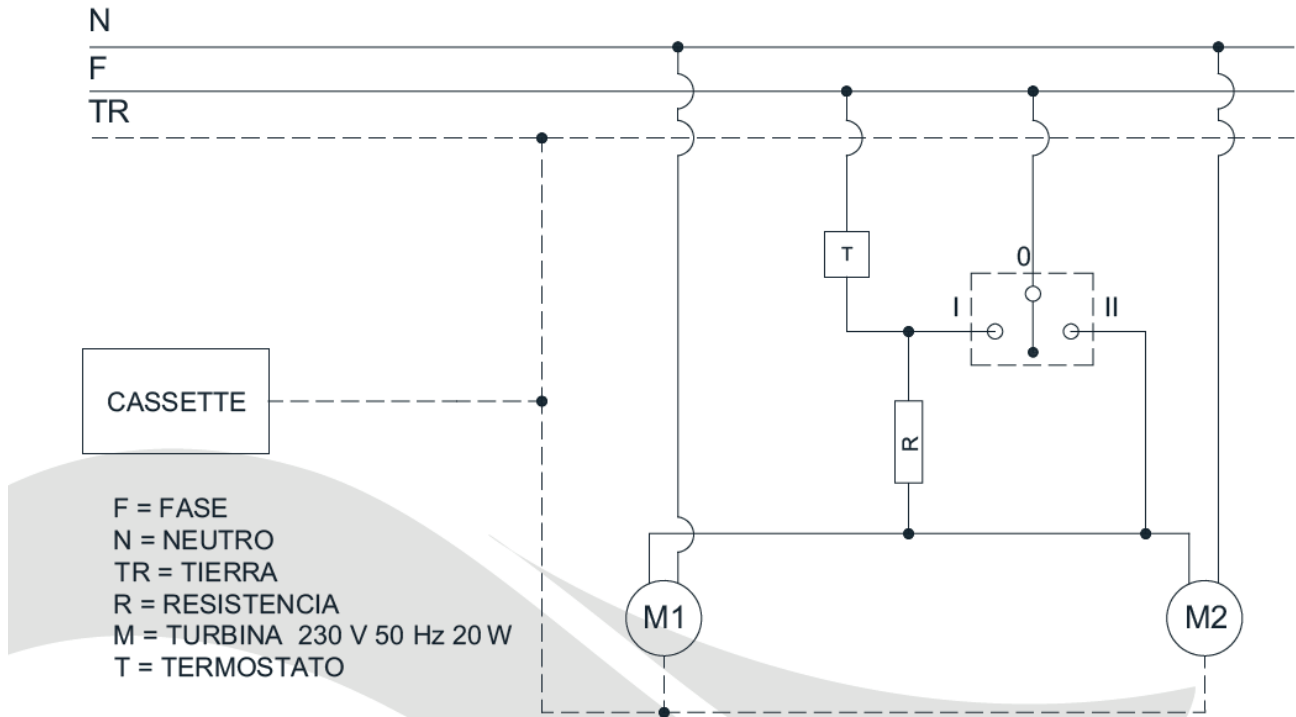 N
F
TR
0
T
I
II
CASSETTE
R
F = FASE
N = NEUTRO
TR = TIERRA
R = RESISTENCIA
M = TURBINA 230 V 50 Hz 20 W
T = TERMOSTATO
M1
M2